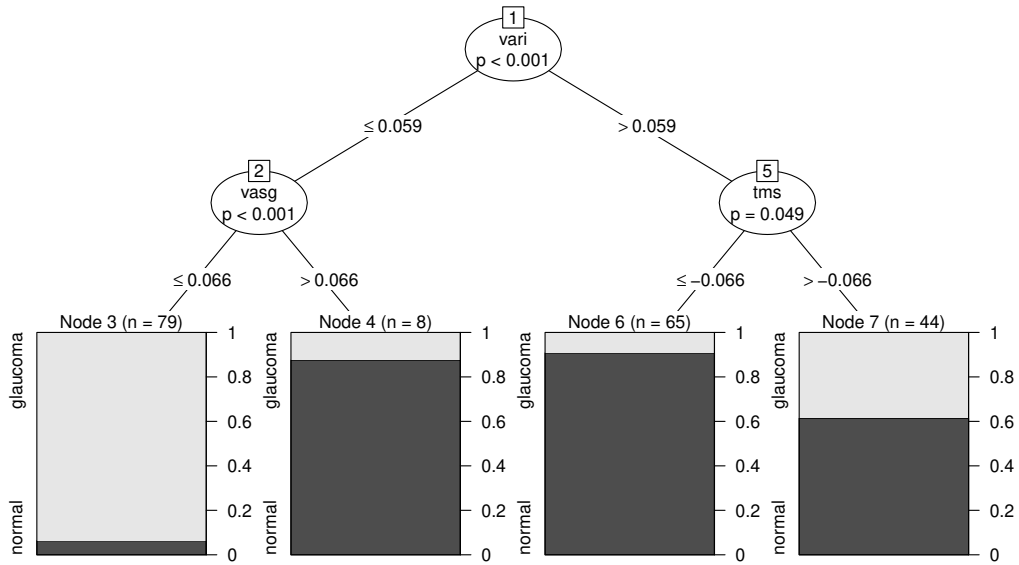 1
vari
p < 0.001
≤ 0.059
> 0.059
2
vasg
p < 0.001
5
tms
p = 0.049
≤ 0.066
> 0.066
≤ −0.066
> −0.066
Node 3 (n = 79)
normal
glaucoma
0
0.2
0.4
0.6
0.8
1
Node 4 (n = 8)
normal
glaucoma
0
0.2
0.4
0.6
0.8
1
Node 6 (n = 65)
normal
glaucoma
0
0.2
0.4
0.6
0.8
1
Node 7 (n = 44)
normal
glaucoma
0
0.2
0.4
0.6
0.8
1